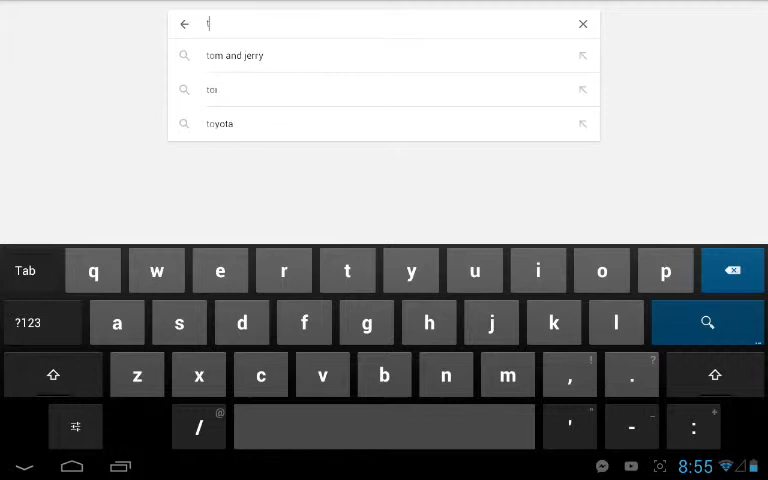 t
tom and jerry
toi
toyota
Tab q w e r t y u i o p
?123 a s d f g h j k l
z x c v b n m , ! . ?
/ @ ' " - _ : +
8:55